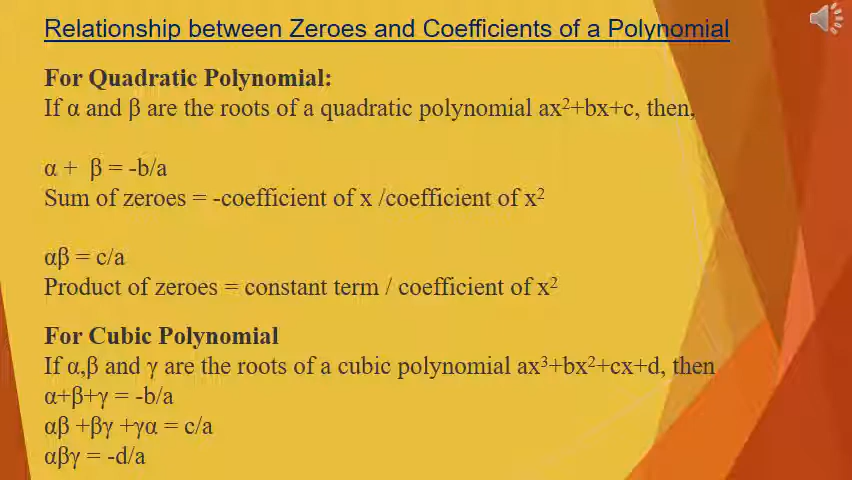 Relationship between Zeroes and Coefficients of a Polynomial
For Quadratic Polynomial:
If α and β are the roots of a quadratic polynomial ax²+bx+c, then,
α + β = -b/a
Sum of zeroes = -coefficient of x /coefficient of x²
αβ = c/a
Product of zeroes = constant term / coefficient of x²
For Cubic Polynomial
If α,β and γ are the roots of a cubic polynomial ax³+bx²+cx+d, then
α+β+γ = -b/a
αβ +βγ +γα = c/a
αβγ = -d/a